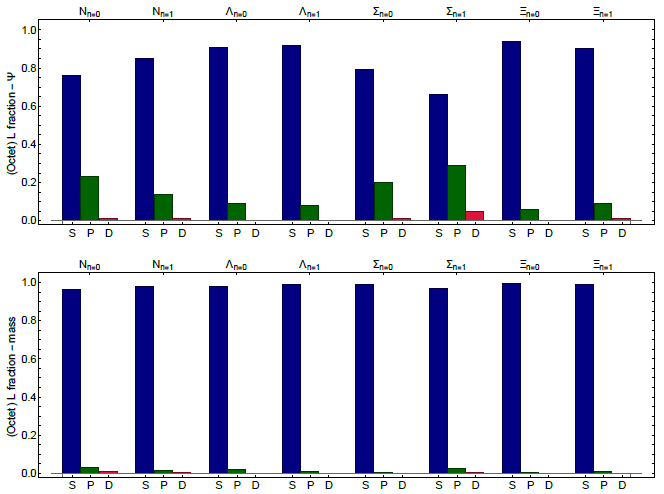 N n=0 N n=1 Λ n=0 Λ n=1 Σ n=0 Σ n=1 Ξ n=0 Ξ n=1
(Octet) L fraction – Ψ
1.0
0.8
0.6
0.4
0.2
0.0
S P D S P D S P D S P D S P D S P D S P D S P D
N n=0 N n=1 Λ n=0 Λ n=1 Σ n=0 Σ n=1 Ξ n=0 Ξ n=1
(Octet) L fraction – mass
1.0
0.8
0.6
0.4
0.2
0.0
S P D S P D S P D S P D S P D S P D S P D S P D